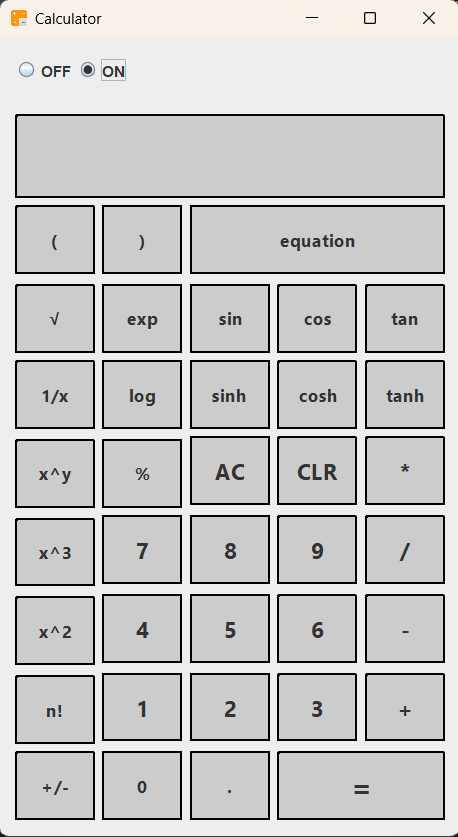 Calculator
OFF ON
( ) equation
√ exp sin cos tan
1/x log sinh cosh tanh
x^y % AC CLR *
x^3 7 8 9 /
x^2 4 5 6 -
n! 1 2 3 +
+/- 0 . =